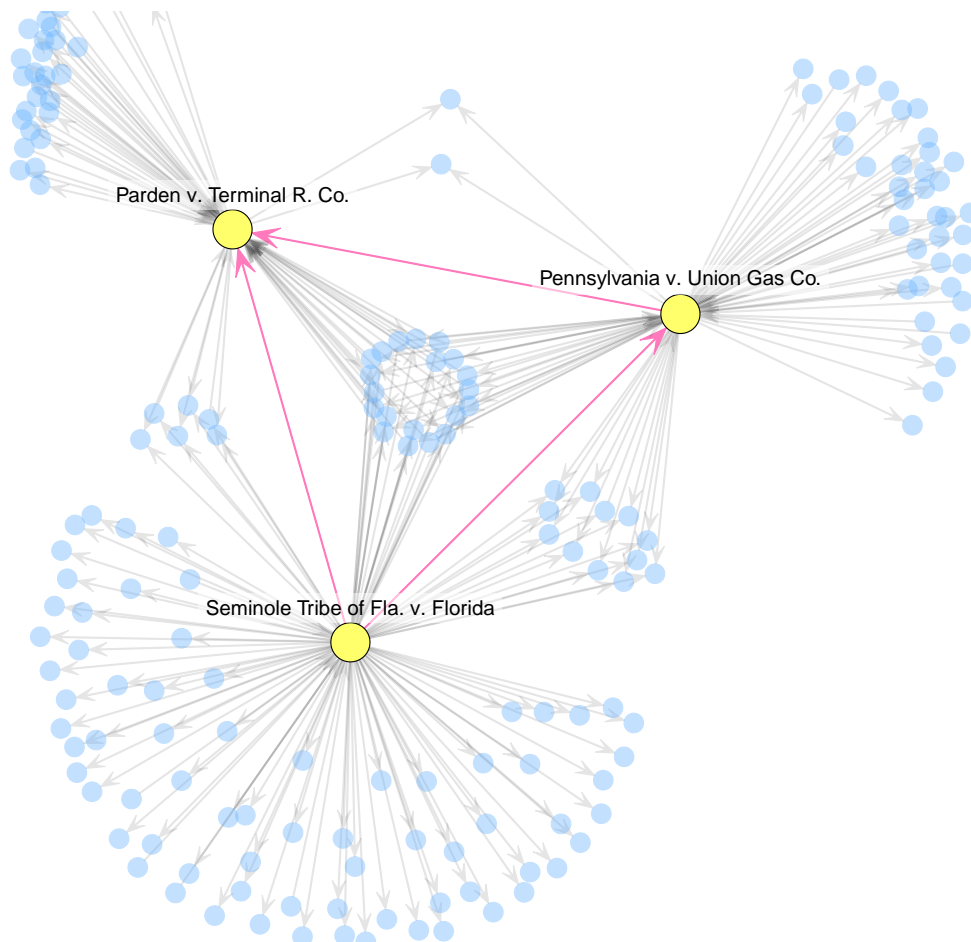 Parden v. Terminal R. Co.
Pennsylvania v. Union Gas Co.
Seminole Tribe of Fla. v. Florida